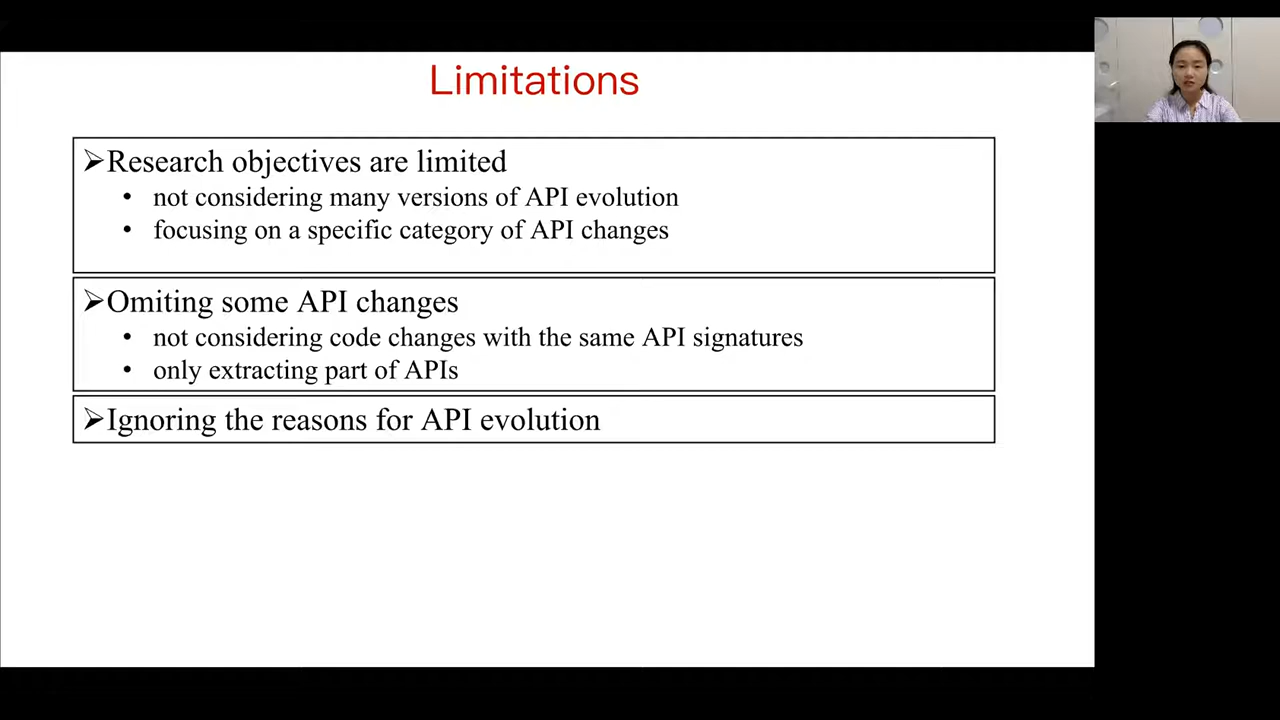 Limitations
➢Research objectives are limited
• not considering many versions of API evolution
• focusing on a specific category of API changes
➢Omiting some API changes
• not considering code changes with the same API signatures
• only extracting part of APIs
➢Ignoring the reasons for API evolution